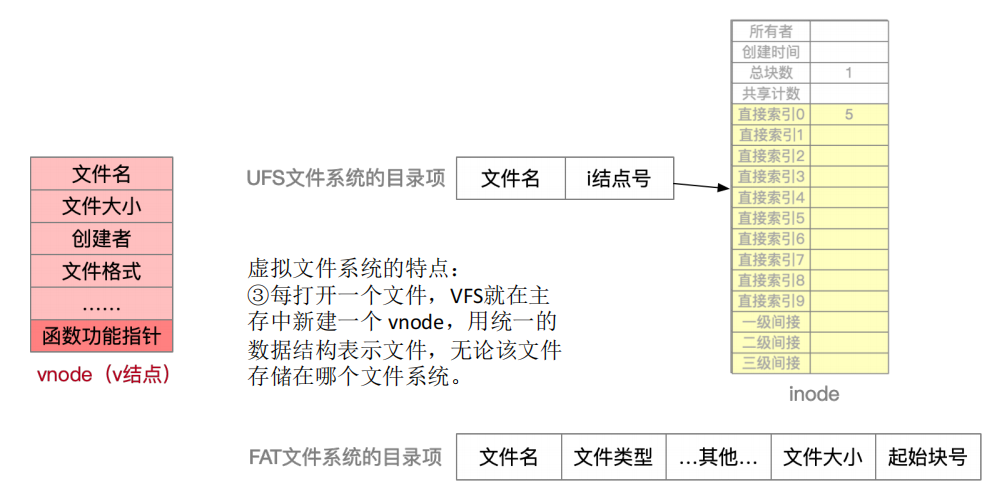 文件名
文件大小
创建者
文件格式
……
函数功能指针
vnode（v结点）
UFS文件系统的目录项
文件名
i结点号
虚拟文件系统的特点：
③每打开一个文件，VFS就在主
存中新建一个 vnode，用统一的
数据结构表示文件，无论该文件
存储在哪个文件系统。
所有者
创建时间
总块数 1
共享计数
直接索引0 5
直接索引1
直接索引2
直接索引3
直接索引4
直接索引5
直接索引6
直接索引7
直接索引8
直接索引9
一级间接
二级间接
三级间接
inode
FAT文件系统的目录项
文件名
文件类型
…其他…
文件大小
起始块号